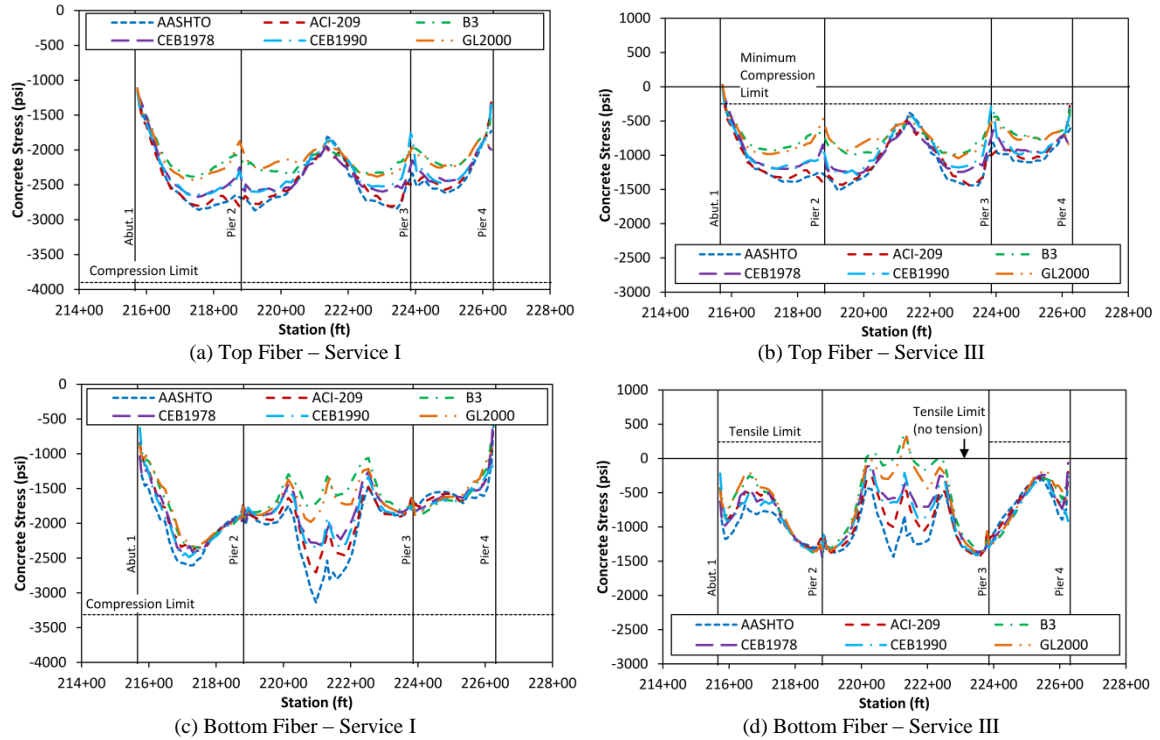 0
-500
-1000
-1500
-2000
-2500
-3000
-3500
-4000
Concrete Stress (psi)
AASHTO ACI-209 B3
CEB1978 CEB1990 GL2000
Abut. 1
Pier 2
Pier 3
Pier 4
Compression Limit
214+00 216+00 218+00 220+00 222+00 224+00 226+00 228+00
Station (ft)
(a) Top Fiber – Service I
1000
500
0
-500
-1000
-1500
-2000
-2500
-3000
Concrete Stress (psi)
Minimum
Compression
Limit
Abut. 1
Pier 2
Pier 3
Pier 4
AASHTO ACI-209 B3
CEB1978 CEB1990 GL2000
214+00 216+00 218+00 220+00 222+00 224+00 226+00 228+00
Station (ft)
(b) Top Fiber – Service III
0
-500
-1000
-1500
-2000
-2500
-3000
-3500
-4000
Concrete Stress (psi)
AASHTO ACI-209 B3
CEB1978 CEB1990 GL2000
Abut. 1
Pier 2
Pier 3
Pier 4
Compression Limit
214+00 216+00 218+00 220+00 222+00 224+00 226+00 228+00
Station (ft)
(c) Bottom Fiber – Service I
1000
500
0
-500
-1000
-1500
-2000
-2500
-3000
Concrete Stress (psi)
Tensile Limit
Tensile Limit
(no tension)
Abut. 1
Pier 2
Pier 3
Pier 4
AASHTO ACI-209 B3
CEB1978 CEB1990 GL2000
214+00 216+00 218+00 220+00 222+00 224+00 226+00 228+00
Station (ft)
(d) Bottom Fiber – Service III